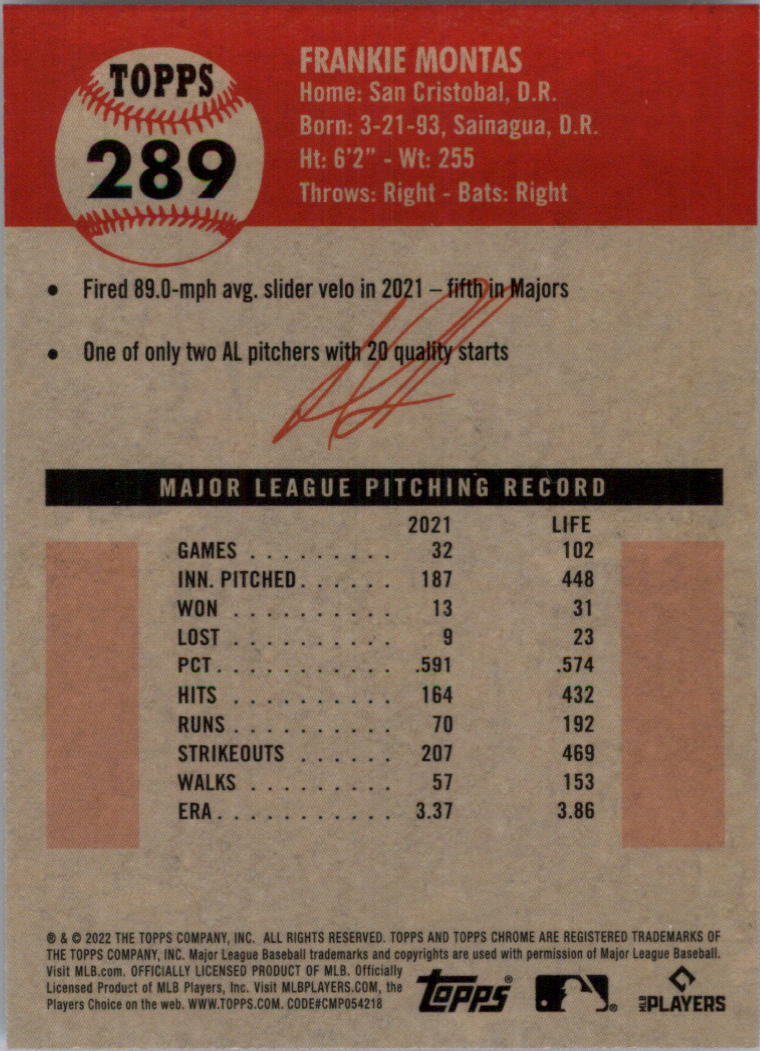 TOPPS
289
FRANKIE MONTAS
Home: San Cristobal, D.R.
Born: 3-21-93, Sainagua, D.R.
Ht: 6'2" - Wt: 255
Throws: Right - Bats: Right
• Fired 89.0-mph avg. slider velo in 2021 – fifth in Majors
• One of only two AL pitchers with 20 quality starts
MAJOR LEAGUE PITCHING RECORD
2021 LIFE
GAMES . . . . . . . . . . 32 102
INN. PITCHED . . . . . . 187 448
WON . . . . . . . . . . . 13 31
LOST . . . . . . . . . . . 9 23
PCT . . . . . . . . . . . .591 .574
HITS . . . . . . . . . . . 164 432
RUNS . . . . . . . . . . 70 192
STRIKEOUTS . . . . . . 207 469
WALKS . . . . . . . . . . 57 153
ERA . . . . . . . . . . . 3.37 3.86
® & © 2022 THE TOPPS COMPANY, INC. ALL RIGHTS RESERVED. TOPPS AND TOPPS CHROME ARE REGISTERED TRADEMARKS OF
THE TOPPS COMPANY, INC. Major League Baseball trademarks and copyrights are used with permission of Major League Baseball.
Visit MLB.com. OFFICIALLY LICENSED PRODUCT OF MLB. Officially
Licensed Product of MLB Players, Inc. Visit MLBPLAYERS.COM, the
Players Choice on the web. WWW.TOPPS.COM. CODE#CMP054218
Topps®
MLB PLAYERS